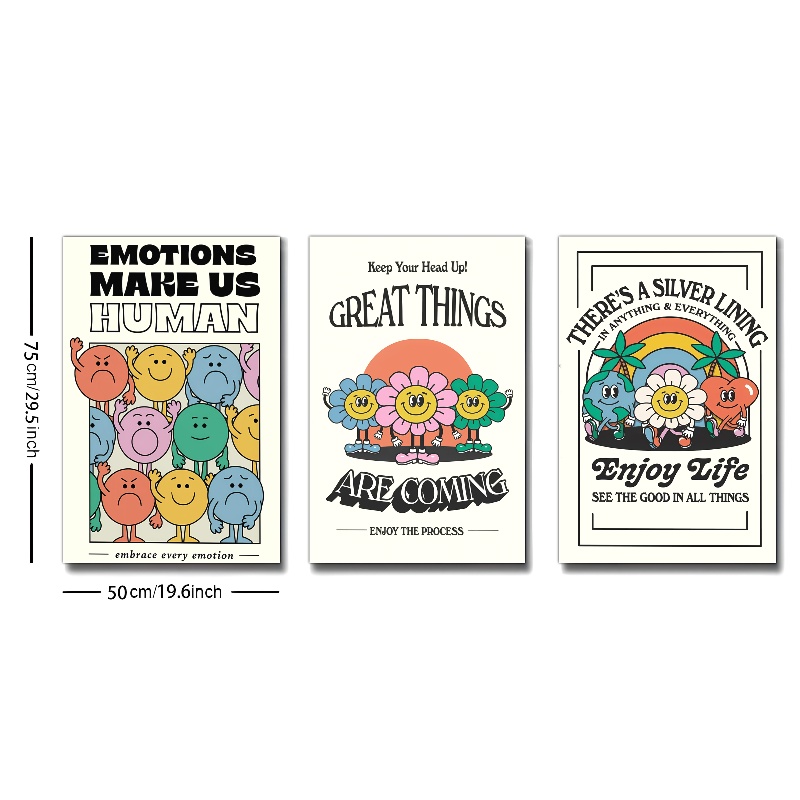 EMOTIONS
MAKE US
HUMAN
embrace every emotion
Keep Your Head Up!
GREAT THINGS
ARE COMING
ENJOY THE PROCESS
THERE'S A SILVER LINING
IN ANYTHING & EVERYTHING
Enjoy Life
SEE THE GOOD IN ALL THINGS
75cm/29.5inch
50cm/19.6inch